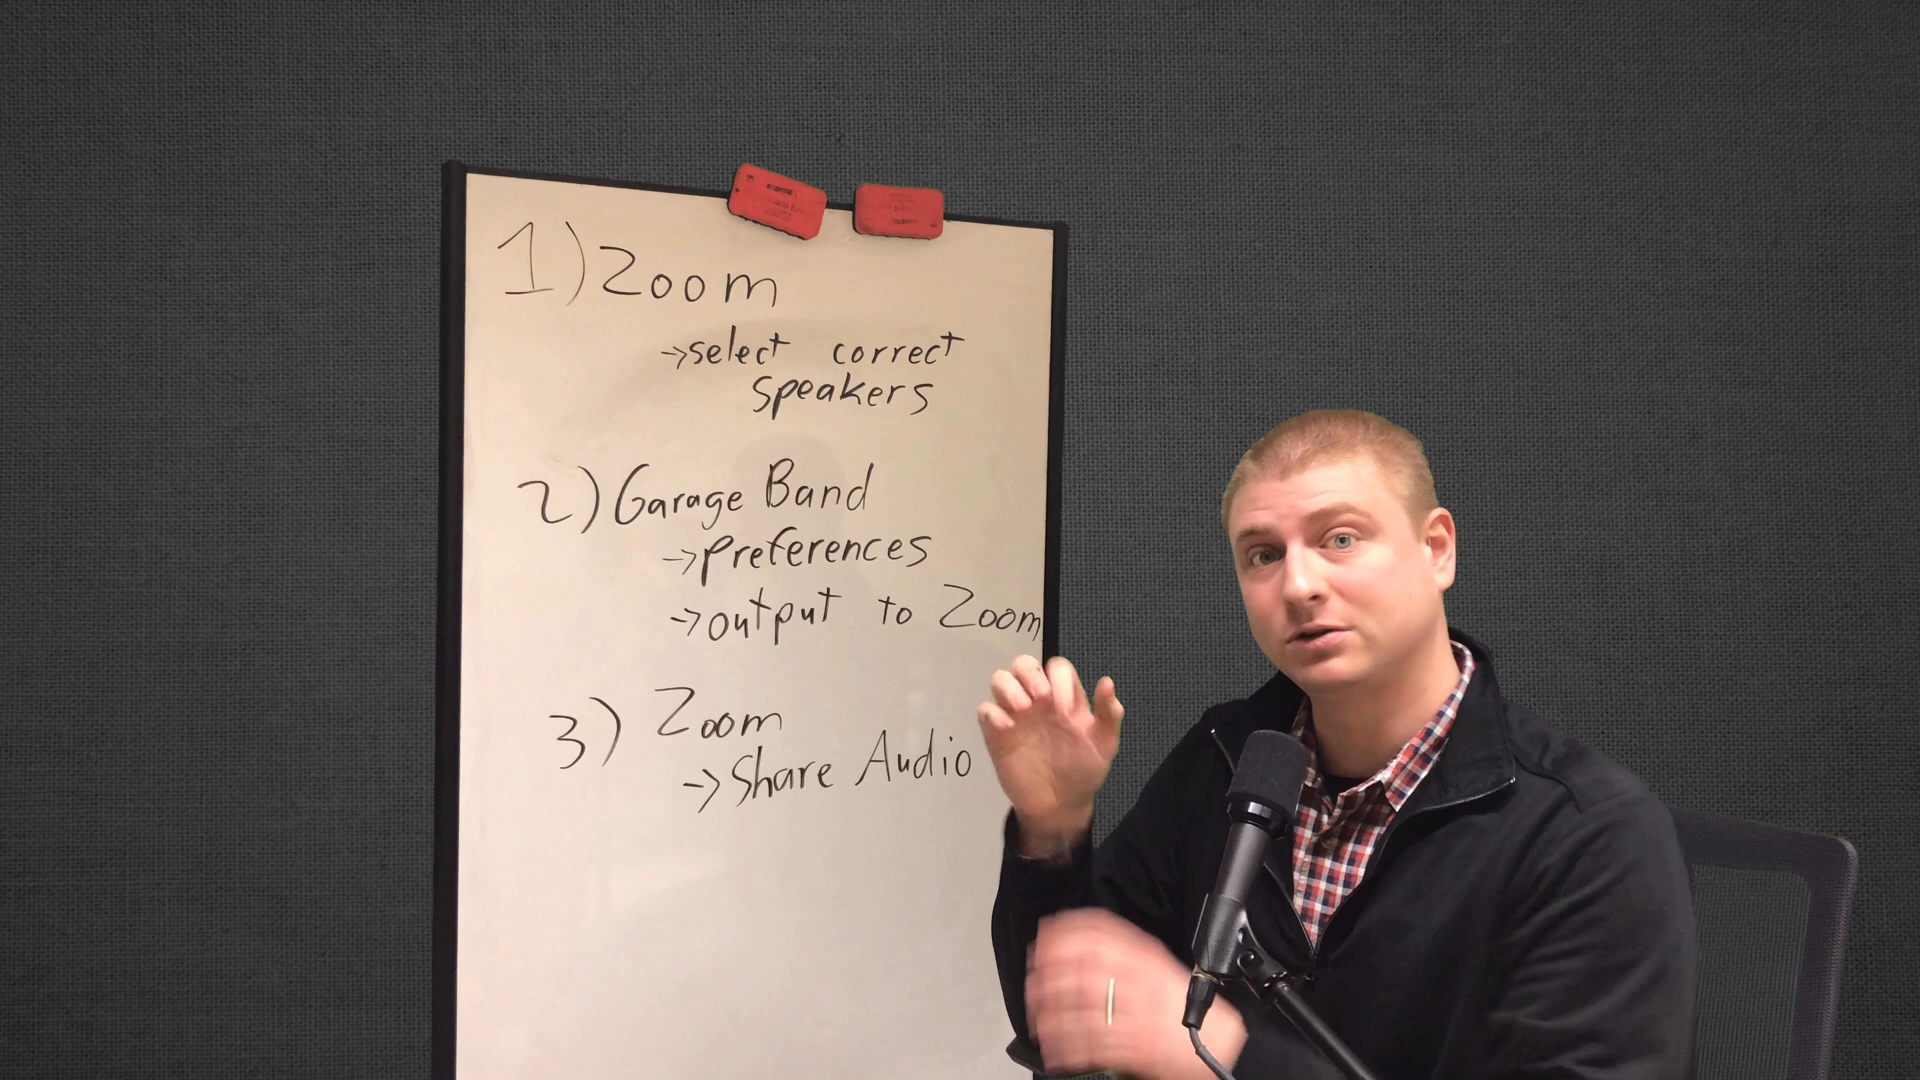 1) Zoom
→select correct
speakers
2) Garage Band
→preferences
→output to Zoom
3) Zoom
→Share Audio